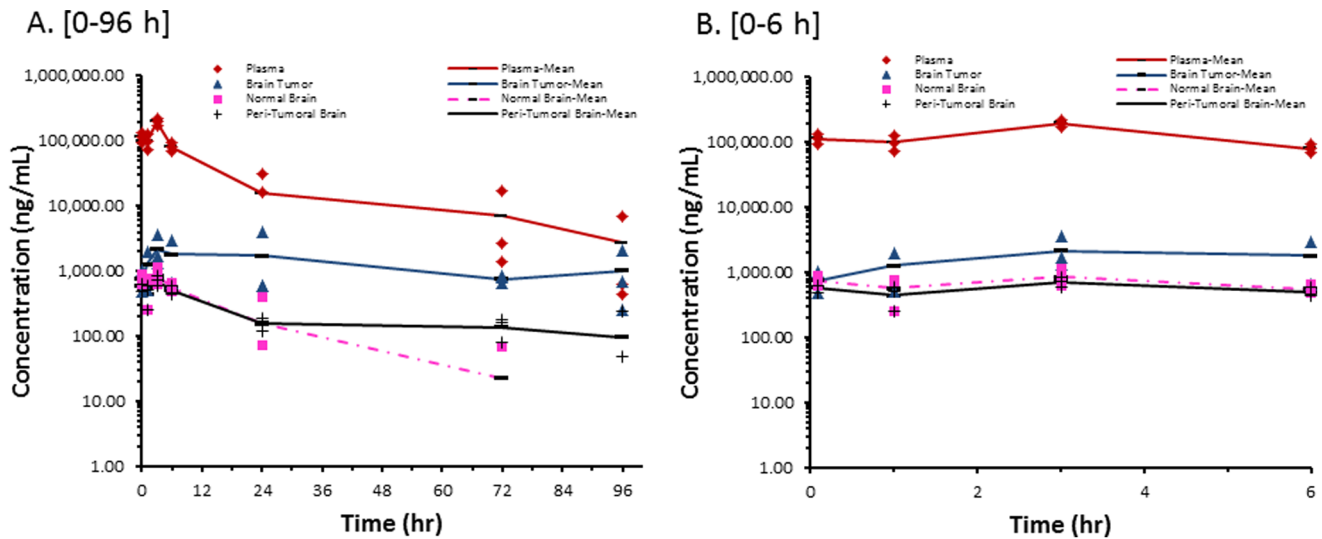 A. [0-96 h]
Plasma
Plasma-Mean
Brain Tumor
Brain Tumor-Mean
Normal Brain
Normal Brain-Mean
Peri-Tumoral Brain
Peri-Tumoral Brain-Mean
Concentration (ng/mL)
1,000,000.00
100,000.00
10,000.00
1,000.00
100.00
10.00
1.00
0 12 24 36 48 60 72 84 96
Time (hr)
B. [0-6 h]
Plasma
Plasma-Mean
Brain Tumor
Brain Tumor-Mean
Normal Brain
Normal Brain-Mean
Peri-Tumoral Brain
Peri-Tumoral Brain-Mean
Concentration (ng/mL)
1,000,000.00
100,000.00
10,000.00
1,000.00
100.00
10.00
1.00
0 2 4 6
Time (hr)